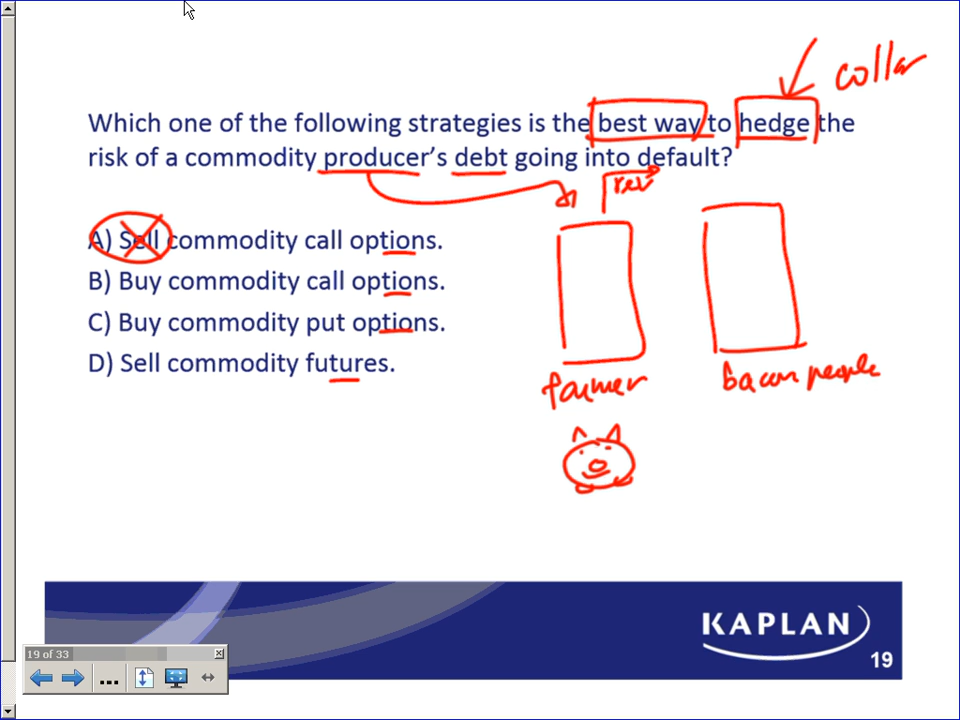 collar
Which one of the following strategies is the best way to hedge the
risk of a commodity producer's debt going into default?
rev
A) Sell commodity call options.
B) Buy commodity call options.
C) Buy commodity put options.
D) Sell commodity futures.
farmer
bacon people
KAPLAN
19
19 of 33